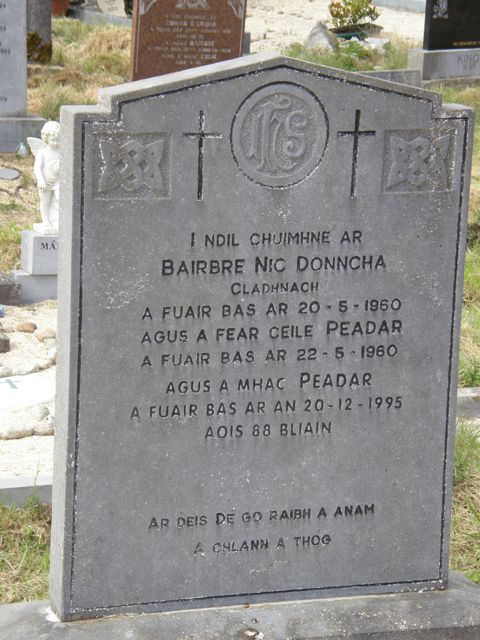 IHS
I NDIL CHUIMHNE AR
BAIRBRE NIC DONNCHA
CLADHNACH
A FUAIR BAS AR 20-5-1960
AGUS A FEAR CEILE PEADAR
A FUAIR BAS AR 22-5-1960
AGUS A MHAC PEADAR
A FUAIR BAS AR AN 20-12-1995
AOIS 88 BLIAIN
AR DEIS DE GO RAIBH A ANAM
A CHLANN A THOG